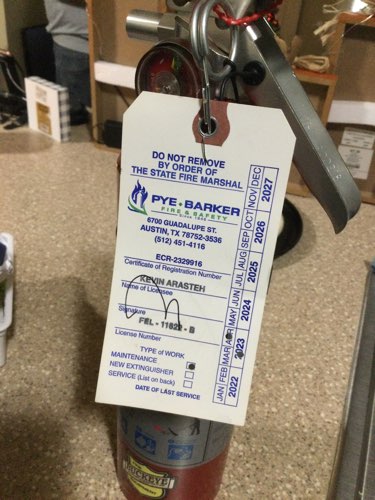 DO NOT REMOVE
BY ORDER OF
THE STATE FIRE MARSHAL
PYE BARKER
FIRE & SAFETY
SINCE 1946
6700 GUADALUPE ST.
AUSTIN, TX 78752-3536
(512) 451-4116
ECR-2329916
Certificate of Registration Number
KEVIN ARASTEH
Name of Licensee
Signature
FEL - 11022 - B
License Number
TYPE OF WORK
MAINTENANCE
NEW EXTINGUISHER
SERVICE (List on back)
DATE OF LAST SERVICE
JAN FEB MAR APR MAY JUN JUL AUG SEP OCT NOV DEC
2022 2023 2024 2025 2026 2027
BUCKEYE